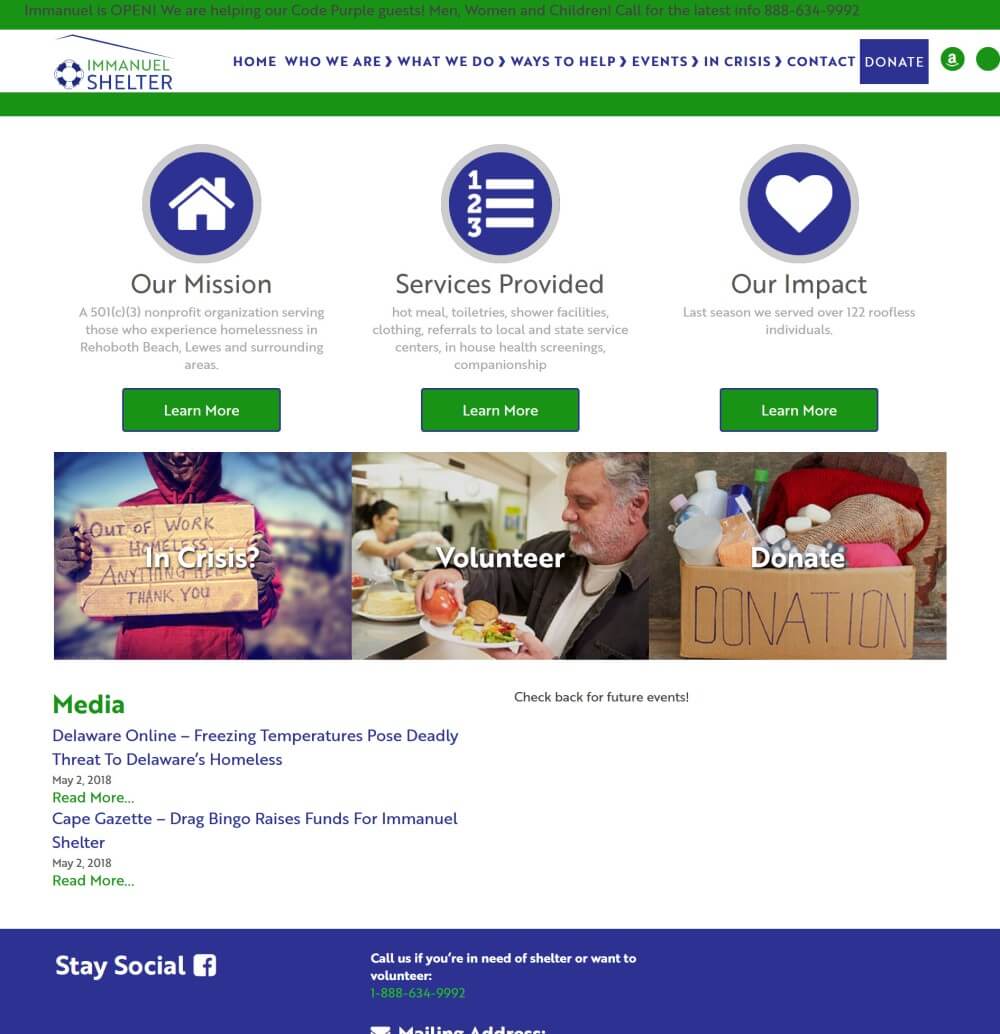 Immanuel is OPEN! We are helping our Code Purple guests! Men, Women and Children! Call for the latest info 888-634-9992
IMMANUEL
SHELTER
HOME WHO WE ARE ❯ WHAT WE DO ❯ WAYS TO HELP ❯ EVENTS ❯ IN CRISIS ❯ CONTACT DONATE
1
2
3
Our Mission
A 501(c)(3) nonprofit organization serving
those who experience homelessness in
Rehoboth Beach, Lewes and surrounding
areas.
Learn More
Services Provided
hot meal, toiletries, shower facilities,
clothing, referrals to local and state service
centers, in house health screenings,
companionship
Learn More
Our Impact
Last season we served over 122 roofless
individuals.
Learn More
OUT OF WORK
HOMELESS
ANYTHING HELPS
THANK YOU
In Crisis?
Volunteer
Donate
DONATION
Media
Delaware Online – Freezing Temperatures Pose Deadly
Threat To Delaware's Homeless
May 2, 2018
Read More...
Cape Gazette – Drag Bingo Raises Funds For Immanuel
Shelter
May 2, 2018
Read More...
Check back for future events!
Stay Social
Call us if you're in need of shelter or want to
volunteer:
1-888-634-9992
Mailing Address: